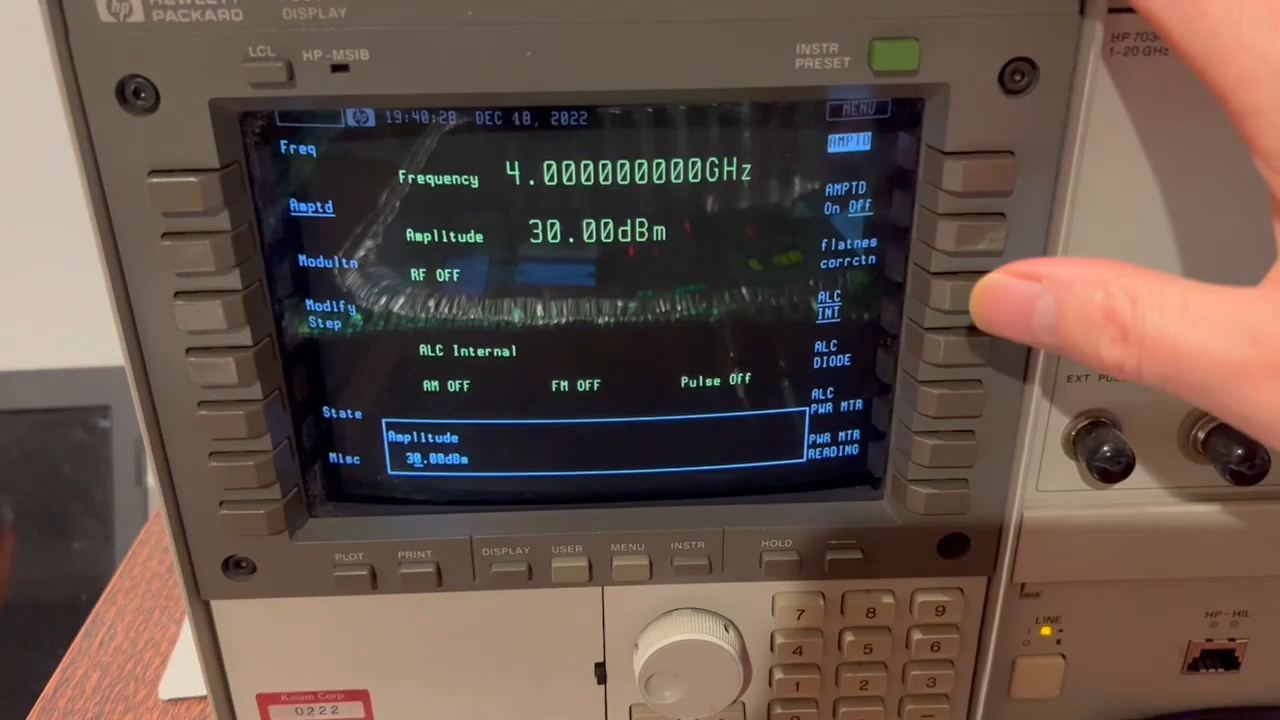 hp
HEWLETT
PACKARD
DISPLAY
LCL
HP-MSIB
INSTR
PRESET
HP 703
1-20 GHz
hp 19:40:28 DEC 18, 2022
MENU
Freq
AMPTD
Frequency 4.000000000GHz
Amptd
AMPTD
On Off
Amplitude 30.00dBm
flatnes
corrctn
Modultn
RF OFF
Modify
Step
ALC
INT
ALC Internal
ALC
DIODE
AM OFF FM OFF Pulse Off
ALC
PWR MTR
State
Amplitude
30.00dBm
PWR MTR
READING
Misc
EXT PUL
PLOT PRINT DISPLAY USER MENU INSTR HOLD
7 8 9
4 5 6
1 2 3
LINE
HP-HIL
Kwam Corp
0222